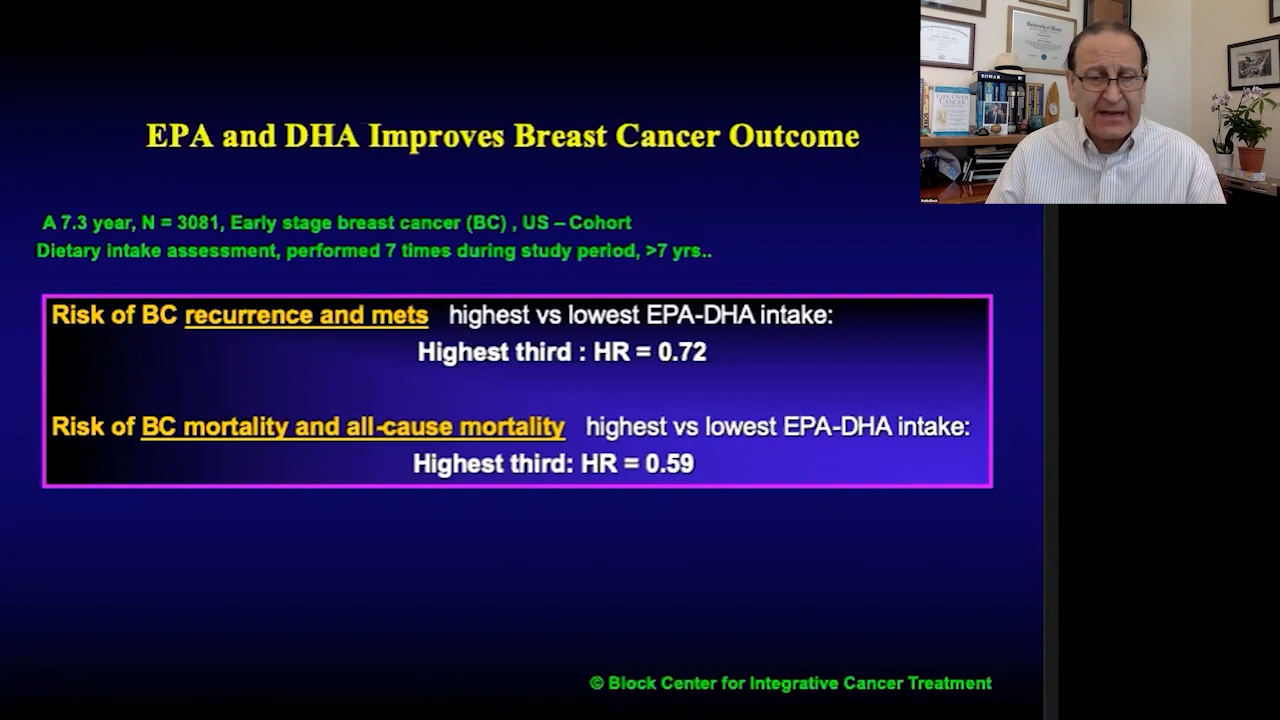 EPA and DHA Improves Breast Cancer Outcome
A 7.3 year, N = 3081, Early stage breast cancer (BC) , US – Cohort
Dietary intake assessment, performed 7 times during study period, >7 yrs..
Risk of BC recurrence and mets highest vs lowest EPA-DHA intake:
Highest third : HR = 0.72
Risk of BC mortality and all-cause mortality highest vs lowest EPA-DHA intake:
Highest third: HR = 0.59
© Block Center for Integrative Cancer Treatment
LIFE OVER
CANCER